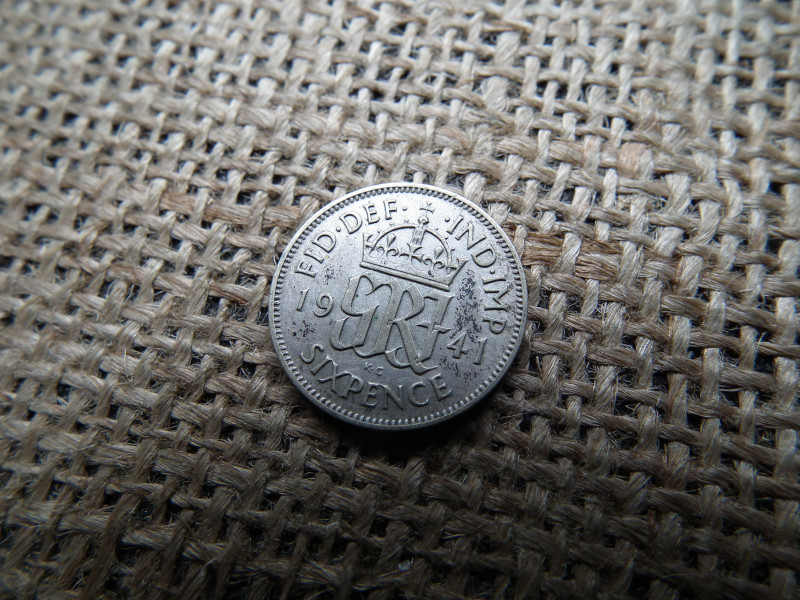 FID·DEF· IND·IMP
19 41
GRI
KG
SIXPENCE